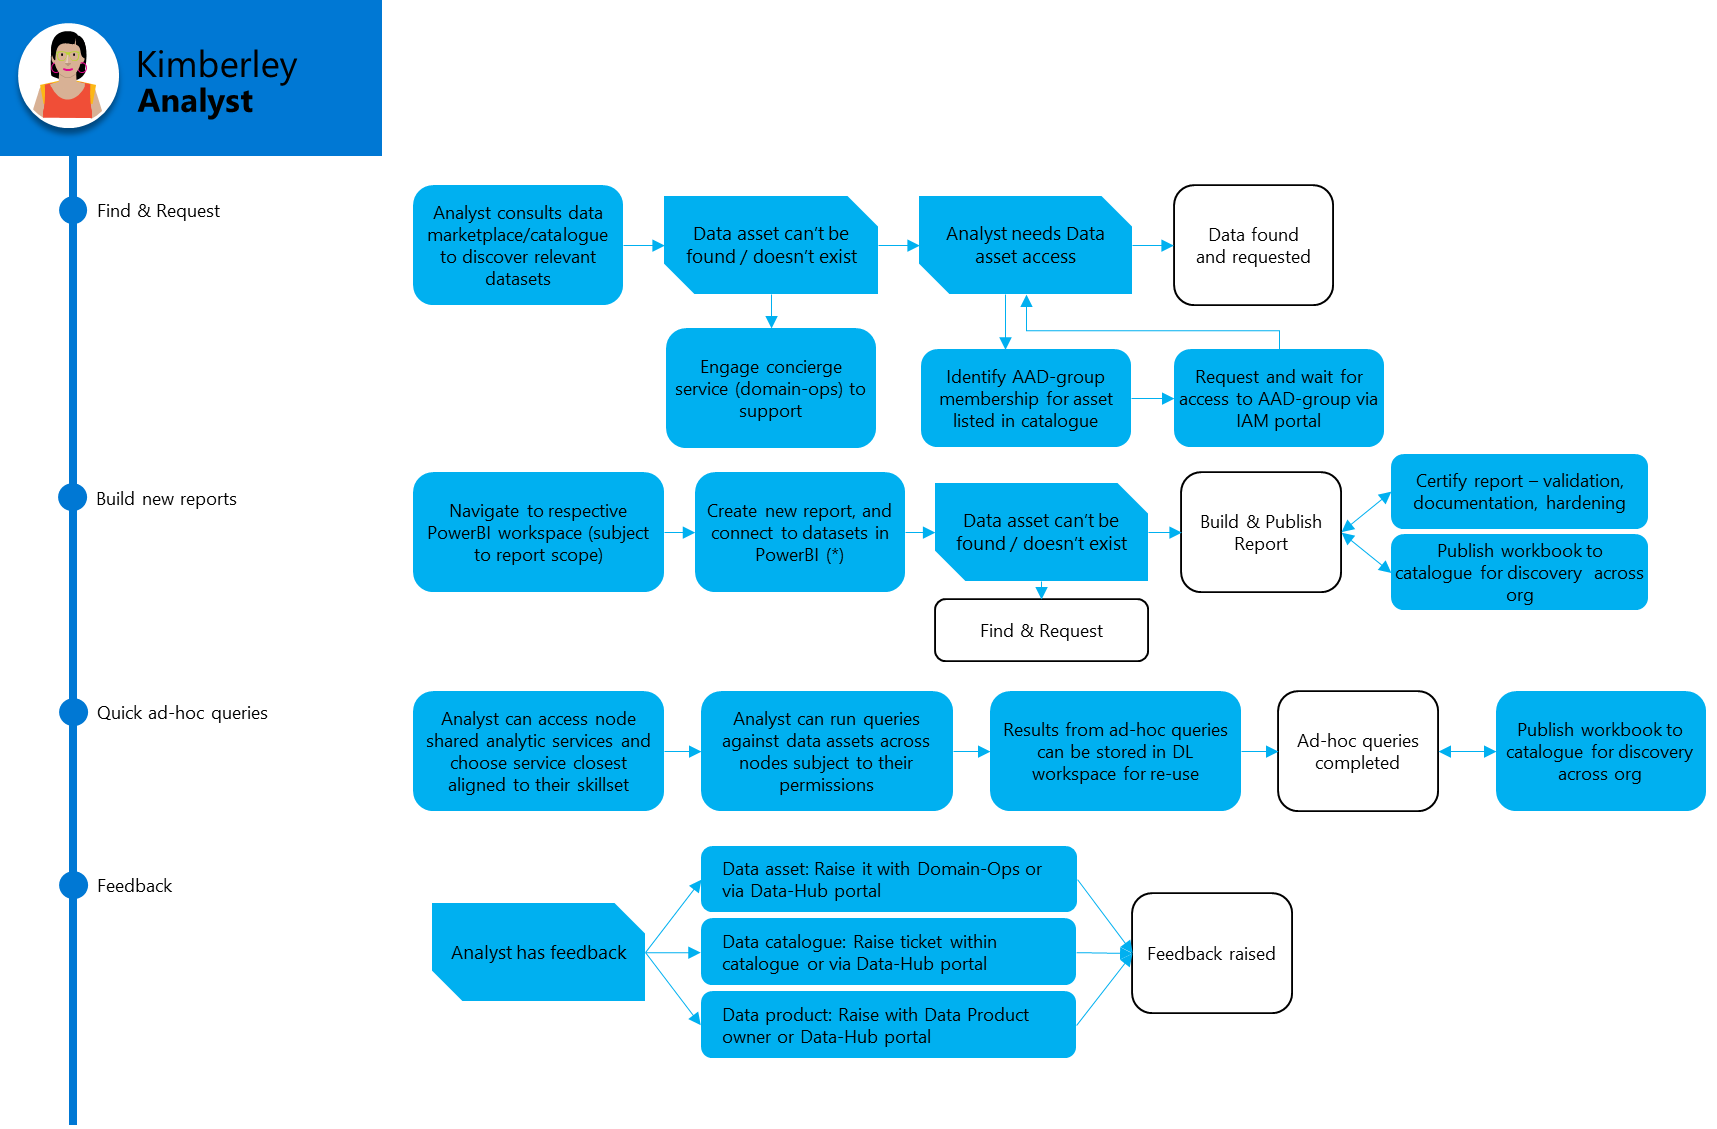 Kimberley
Analyst
Find & Request
Analyst consults data
marketplace/catalogue
to discover relevant
datasets
Data asset can't be
found / doesn't exist
Analyst needs Data
asset access
Data found
and requested
Engage concierge
service (domain-ops) to
support
Identify AAD-group
membership for asset
listed in catalogue
Request and wait for
access to AAD-group via
IAM portal
Build new reports
Navigate to respective
PowerBI workspace (subject
to report scope)
Create new report, and
connect to datasets in
PowerBI (*)
Data asset can't be
found / doesn't exist
Find & Request
Build & Publish
Report
Certify report – validation,
documentation, hardening
Publish workbook to
catalogue for discovery across
org
Quick ad-hoc queries
Analyst can access node
shared analytic services and
choose service closest
aligned to their skillset
Analyst can run queries
against data assets across
nodes subject to their
permissions
Results from ad-hoc queries
can be stored in DL
workspace for re-use
Ad-hoc queries
completed
Publish workbook to
catalogue for discovery
across org
Feedback
Analyst has feedback
Data asset: Raise it with Domain-Ops or
via Data-Hub portal
Data catalogue: Raise ticket within
catalogue or via Data-Hub portal
Data product: Raise with Data Product
owner or Data-Hub portal
Feedback raised